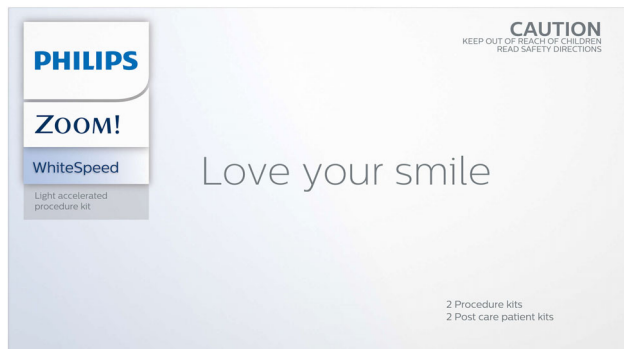 PHILIPS
ZOOM!
WhiteSpeed
Light accelerated
procedure kit
CAUTION
KEEP OUT OF REACH OF CHILDREN
READ SAFETY DIRECTIONS
Love your smile
2 Procedure kits
2 Post care patient kits